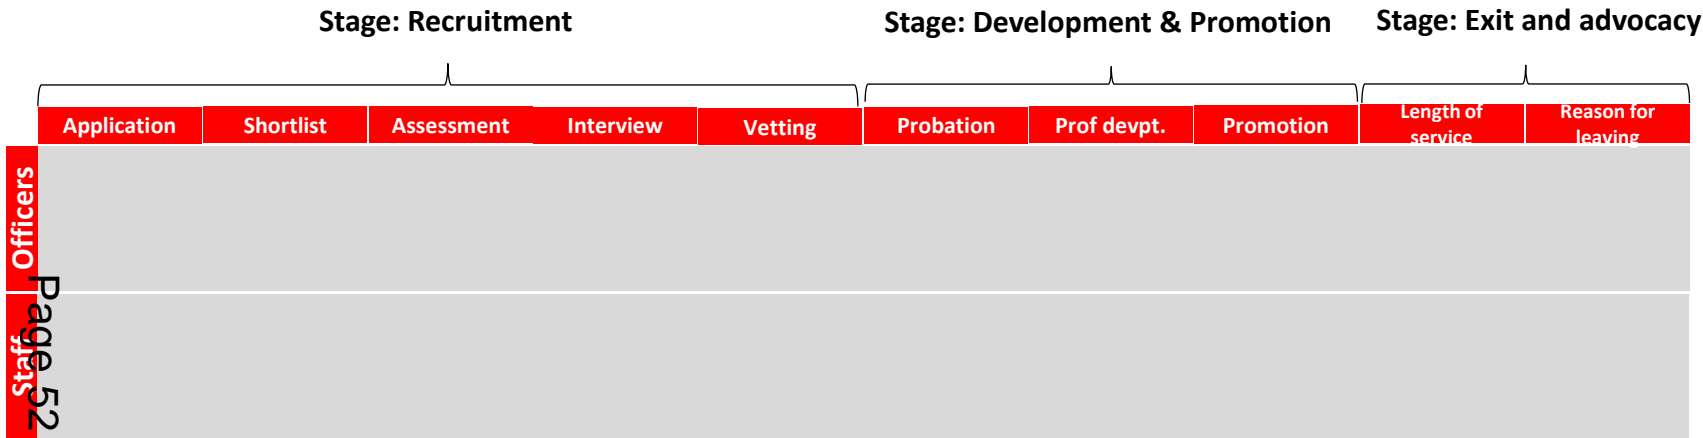 Stage: Recruitment
Stage: Development & Promotion
Stage: Exit and advocacy
Application
Shortlist
Assessment
Interview
Vetting
Probation
Prof devpt.
Promotion
Length of
service
Reason for
leaving
Officers
Staff
Page 52